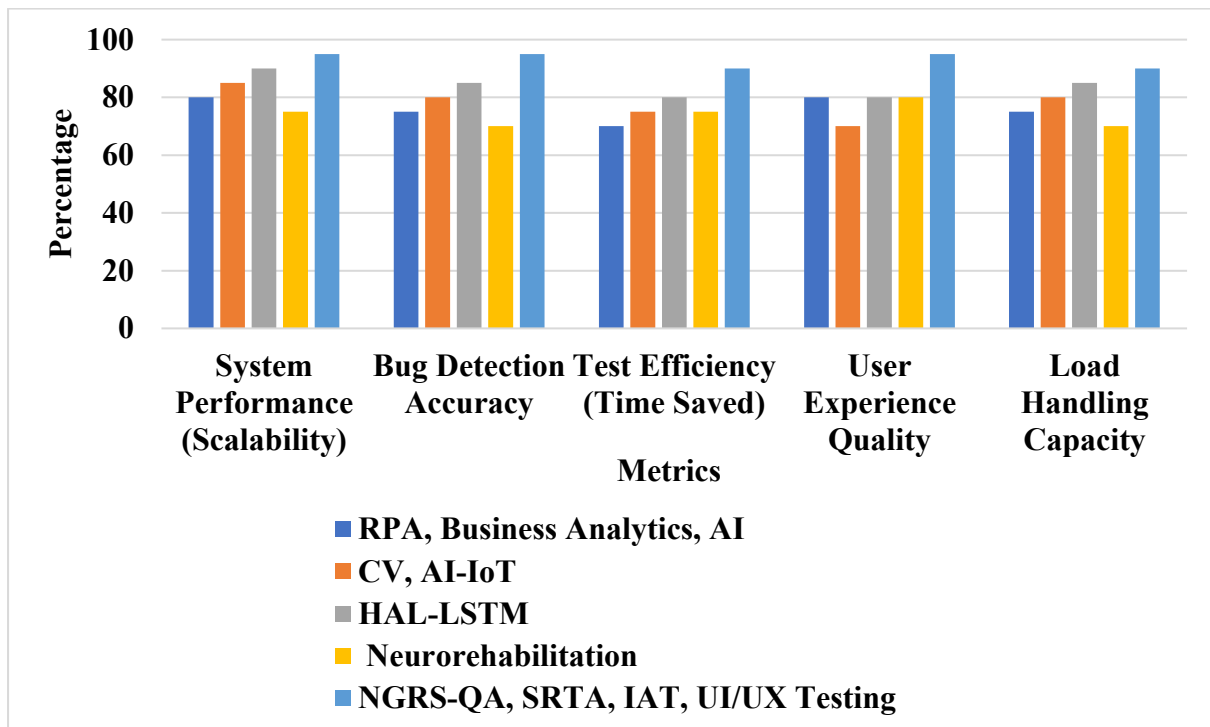 100
80
60
40
20
0
Percentage
System
Performance
(Scalability)
Bug Detection
Accuracy
Test Efficiency
(Time Saved)
User
Experience
Quality
Load
Handling
Capacity
Metrics
RPA, Business Analytics, AI
CV, AI-IoT
HAL-LSTM
Neurorehabilitation
NGRS-QA, SRTA, IAT, UI/UX Testing